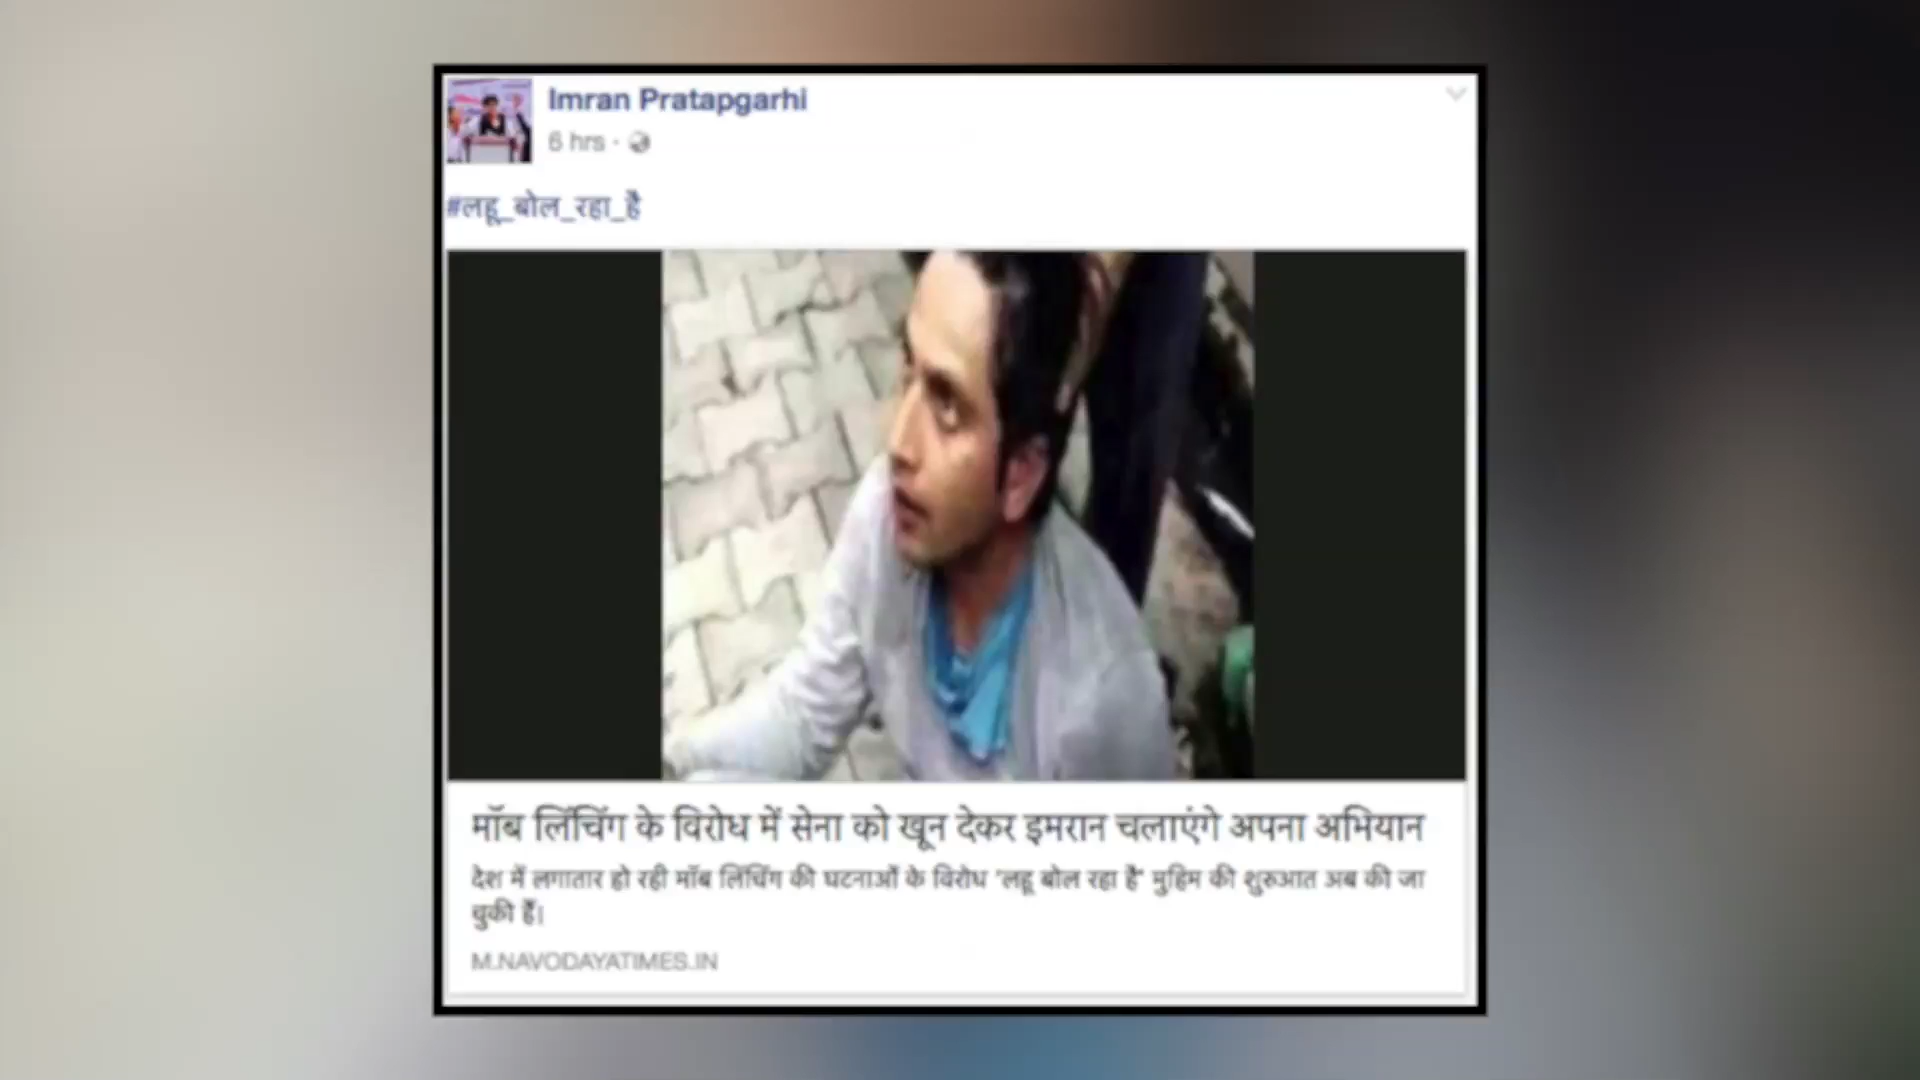 Imran Pratapgarhi
6 hrs ·
#लहू_बोल_रहा_है
मॉब लिंचिंग के विरोध में सेना को खून देकर इमरान चलाएंगे अपना अभियान
देश में लगातार हो रही मॉब लिंचिंग की घटनाओं के विरोध "लहू बोल रहा है" मुहिम की शुरुआत अब की जा
चुकी हैं।
M.NAVODAYATIMES.IN